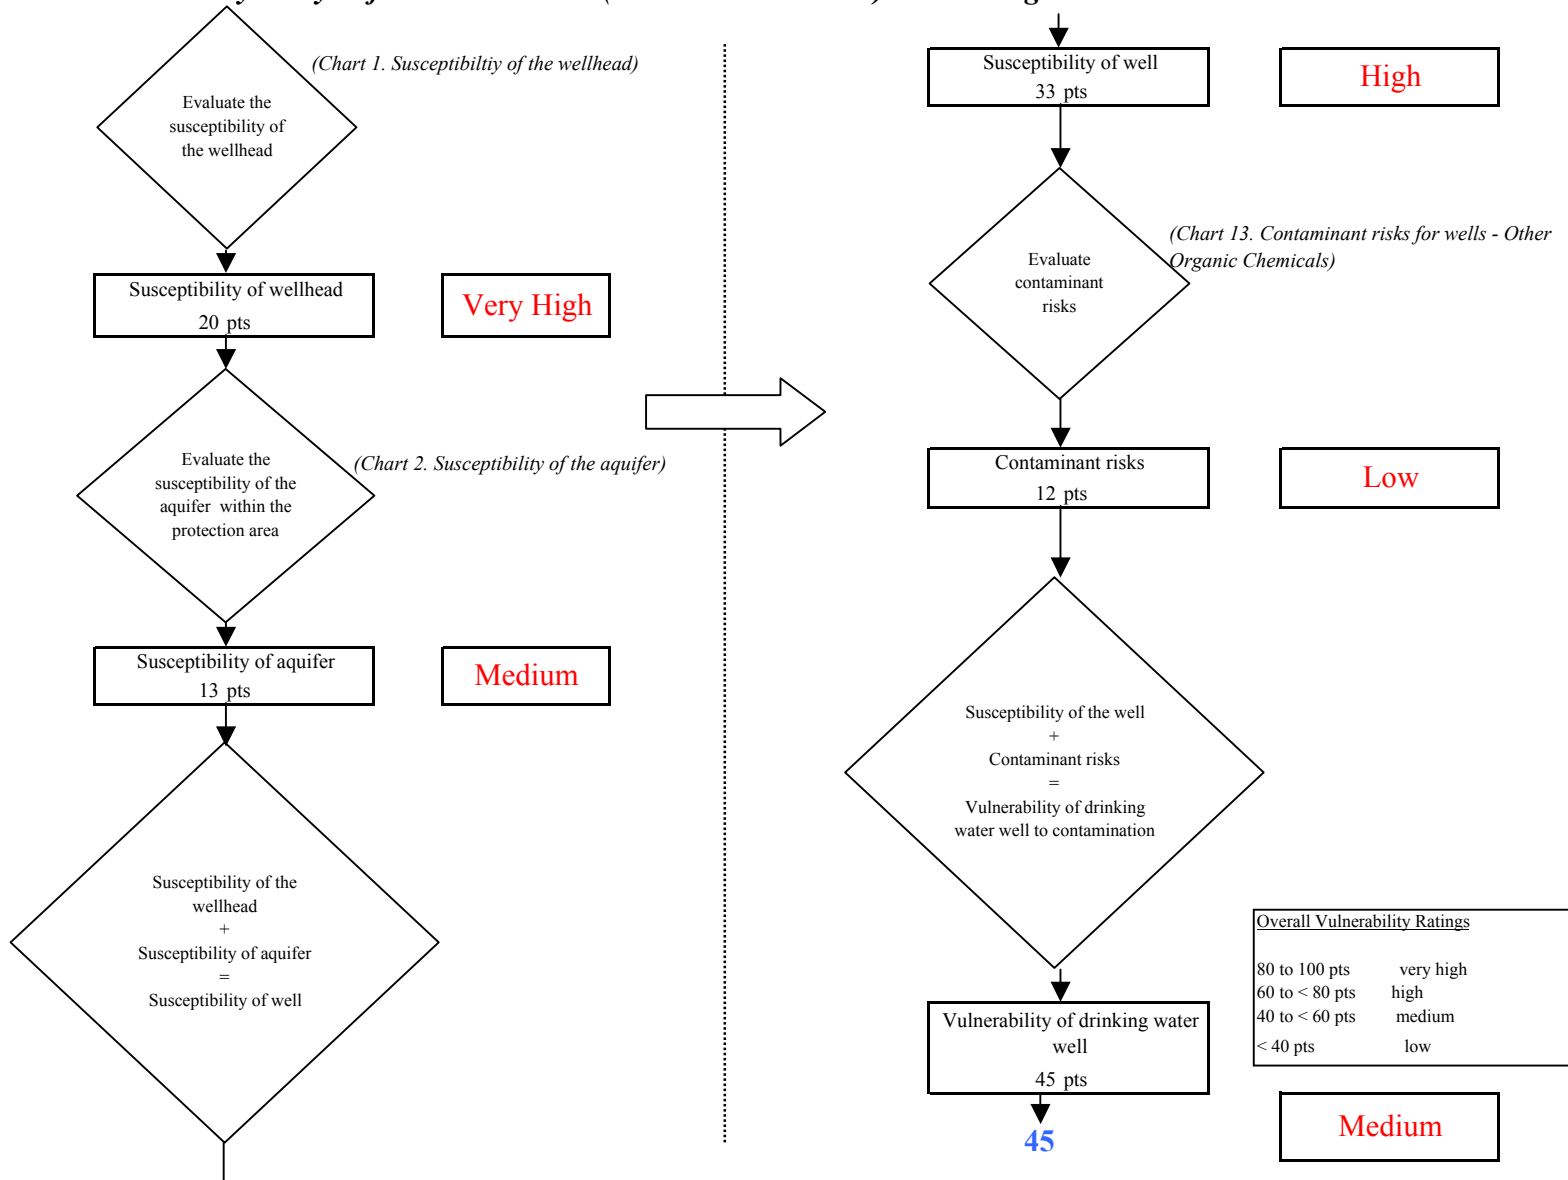 (Chart 1. Susceptibiltiy of the wellhead)
Evaluate the
susceptibility of
the wellhead
Susceptibility of wellhead
20 pts
Very High
Evaluate the
susceptibility of the
aquifer within the
protection area
(Chart 2. Susceptibility of the aquifer)
Susceptibility of aquifer
13 pts
Medium
Susceptibility of the
wellhead
+
Susceptibility of aquifer
=
Susceptibility of well
Susceptibility of well
33 pts
High
Evaluate
contaminant
risks
(Chart 13. Contaminant risks for wells - Other
Organic Chemicals)
Contaminant risks
12 pts
Low
Susceptibility of the well
+
Contaminant risks
=
Vulnerability of drinking
water well to contamination
Overall Vulnerability Ratings
80 to 100 pts very high
60 to < 80 pts high
40 to < 60 pts medium
< 40 pts low
Vulnerability of drinking water
well
45 pts
45
Medium